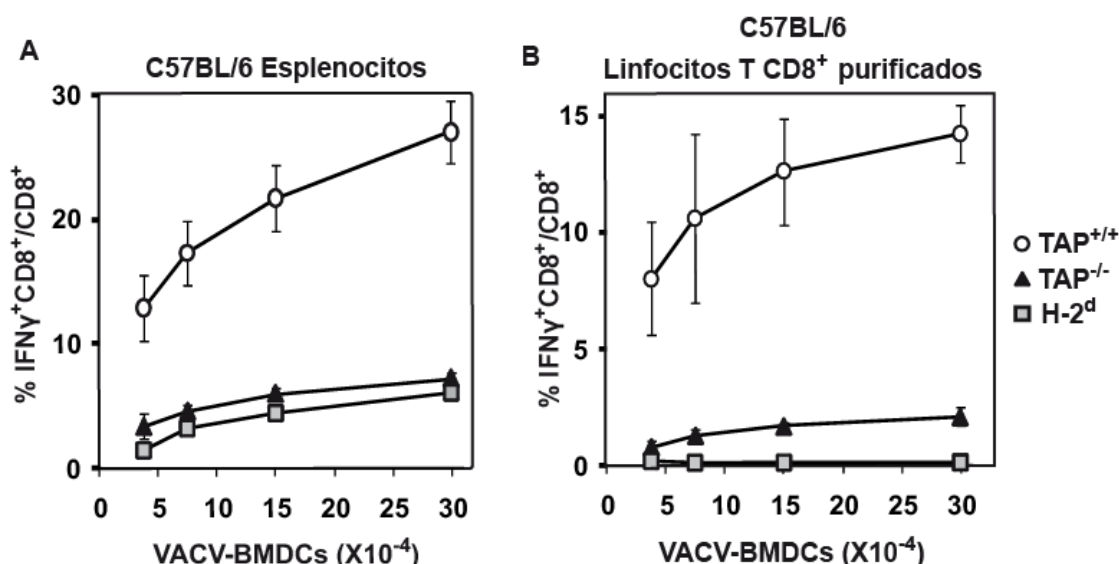 A
C57BL/6 Esplenocitos
% IFNγ⁺CD8⁺/CD8⁺
30
20
10
0
0 5 10 15 20 25 30
VACV-BMDCs (X10⁻⁴)
B
C57BL/6
Linfocitos T CD8⁺ purificados
% IFNγ⁺CD8⁺/CD8⁺
15
10
5
0
0 5 10 15 20 25 30
VACV-BMDCs (X10⁻⁴)
TAP⁺/⁺
TAP⁻/⁻
H-2ᵈ